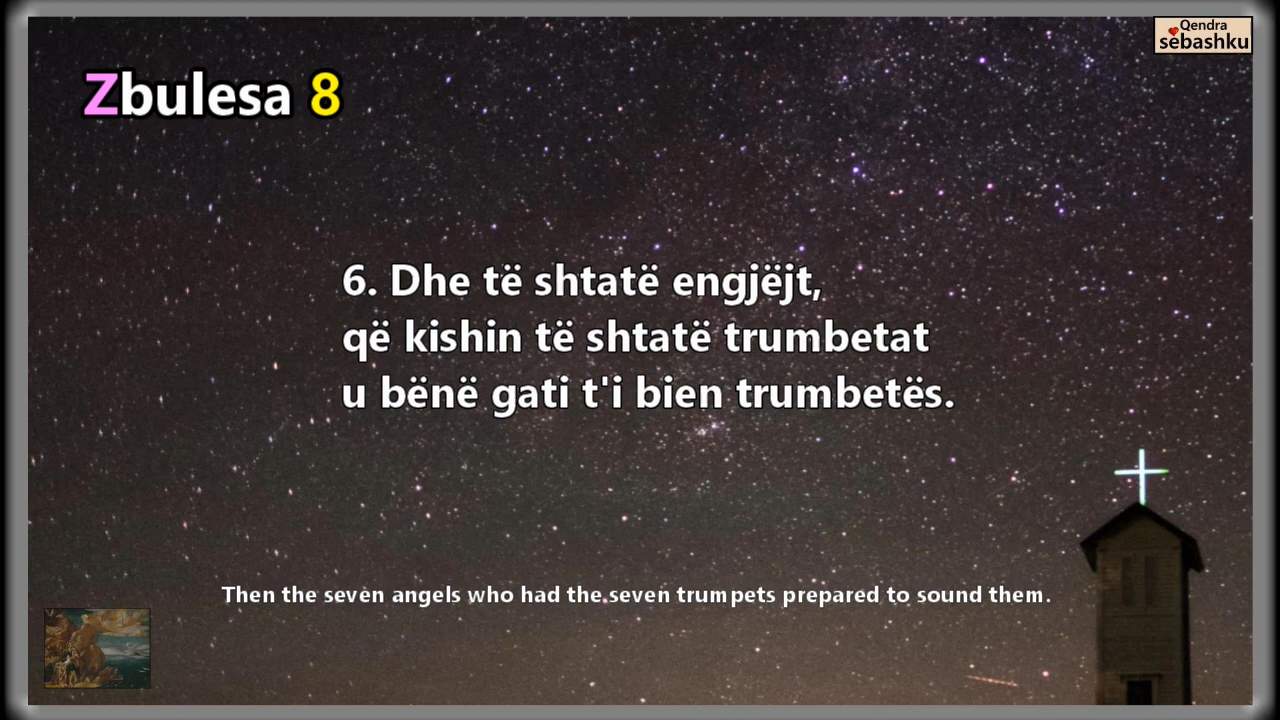 Qendra
sebashku
Zbulesa 8
6. Dhe të shtatë engjëjt,
që kishin të shtatë trumbetat
u bënë gati t'i bien trumbetës.
Then the seven angels who had the seven trumpets prepared to sound them.